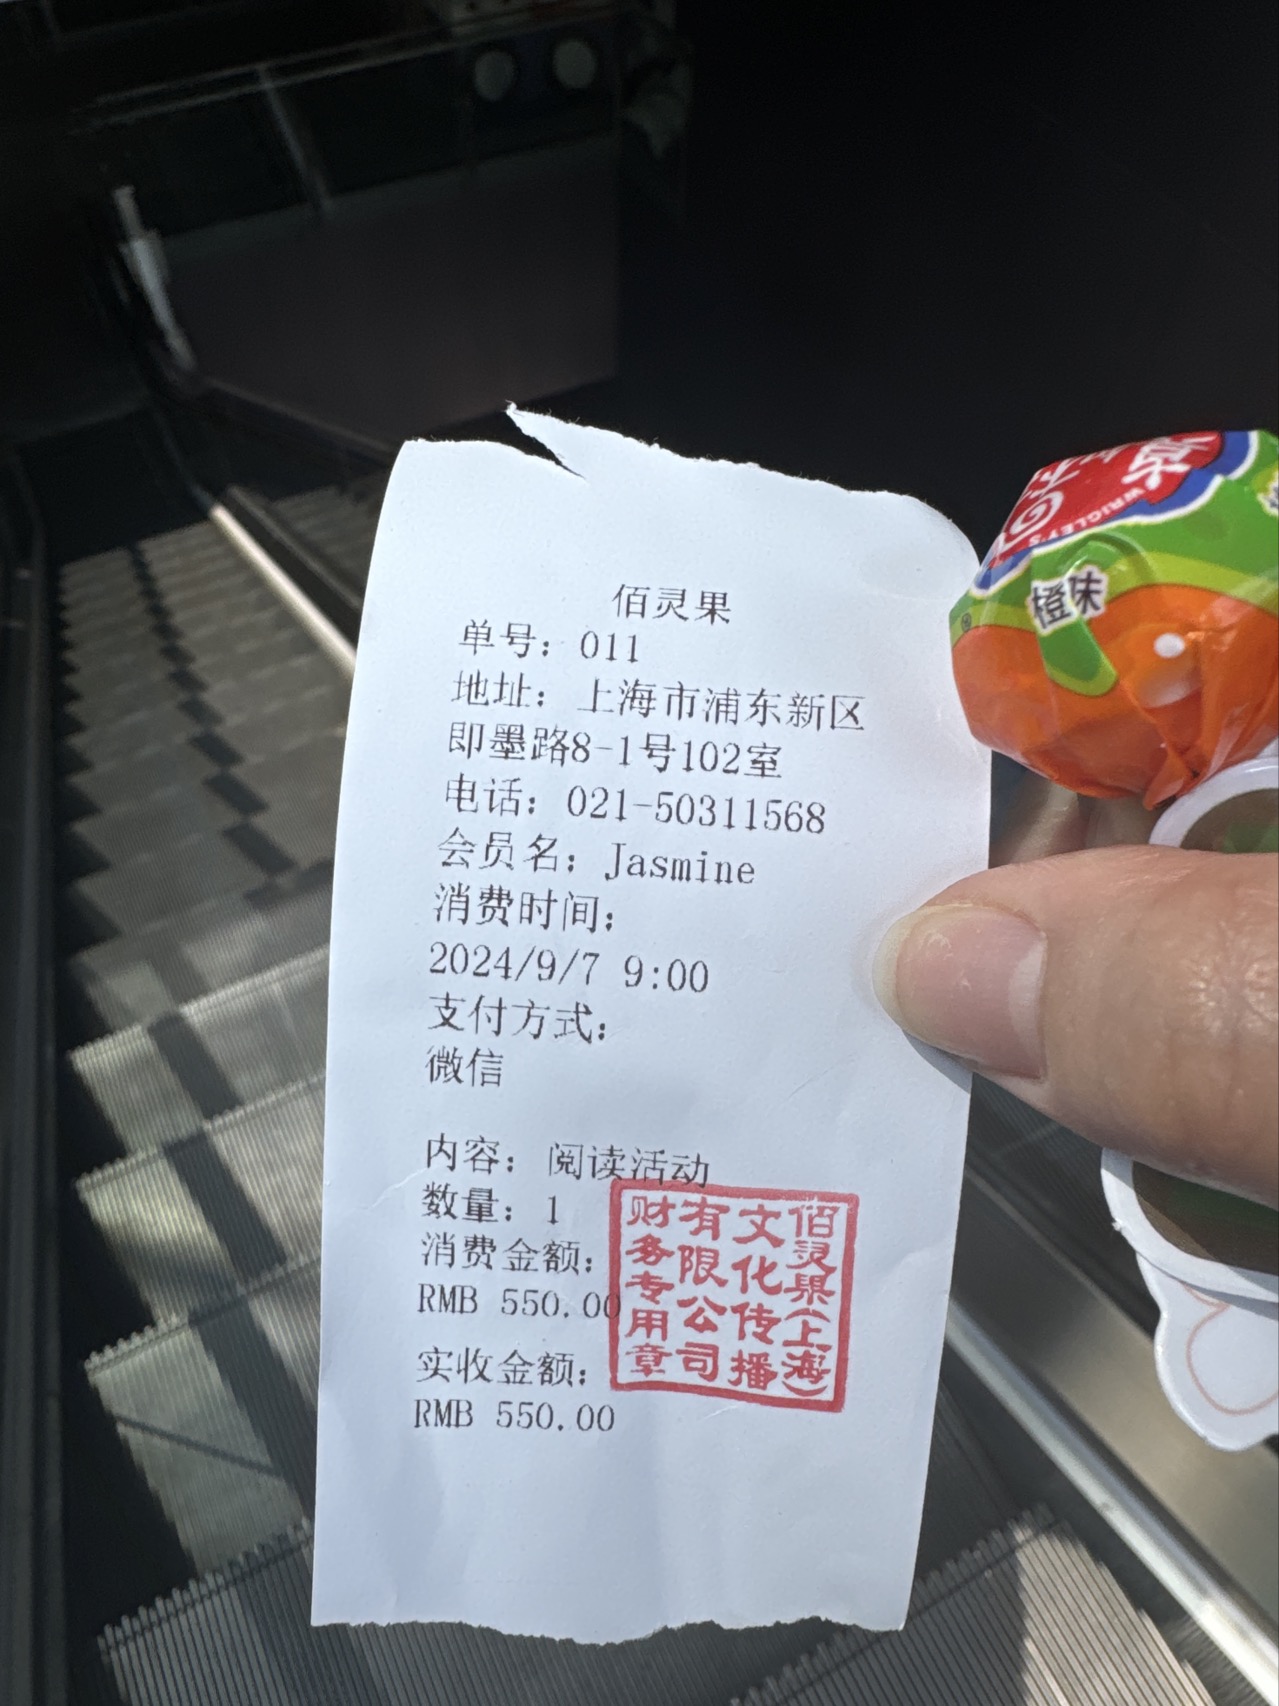 佰灵果
单号：011
地址：上海市浦东新区
即墨路8-1号102室
电话：021-50311568
会员名：Jasmine
消费时间：
2024/9/7 9:00
支付方式：
微信
内容：阅读活动
数量：1
消费金额：
RMB 550.00
实收金额：
RMB 550.00
佰灵果(上海)
文化传播
有限公司
财务专用章
WRIGLEY'S
橙味